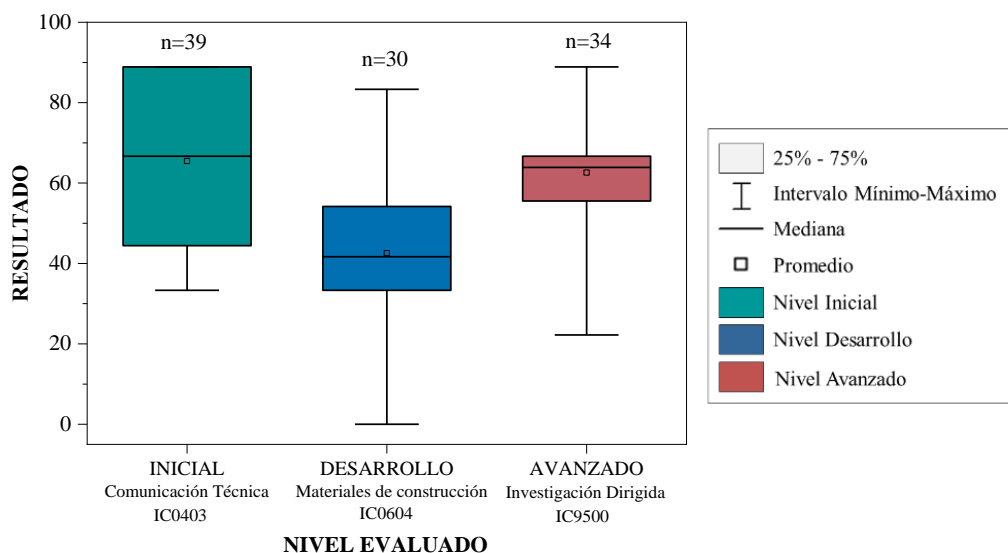 100
80
60
40
20
0
RESULTADO
n=39
n=30
n=34
INICIAL
Comunicación Técnica
IC0403
DESARROLLO
Materiales de construcción
IC0604
AVANZADO
Investigación Dirigida
IC9500
NIVEL EVALUADO
25% - 75%
Intervalo Mínimo-Máximo
Mediana
Promedio
Nivel Inicial
Nivel Desarrollo
Nivel Avanzado